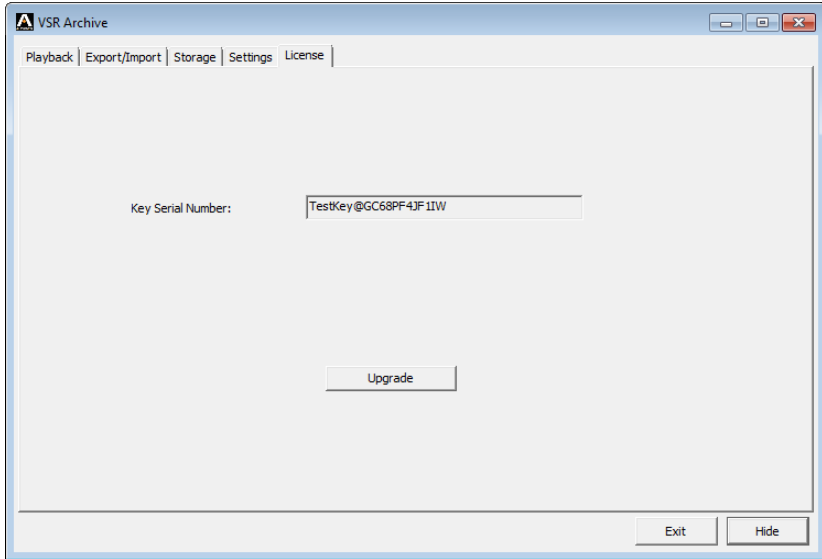 VSR Archive
Playback Export/Import Storage Settings License
Key Serial Number: TestKey@GC68PF4JF1IW
Upgrade
Exit Hide